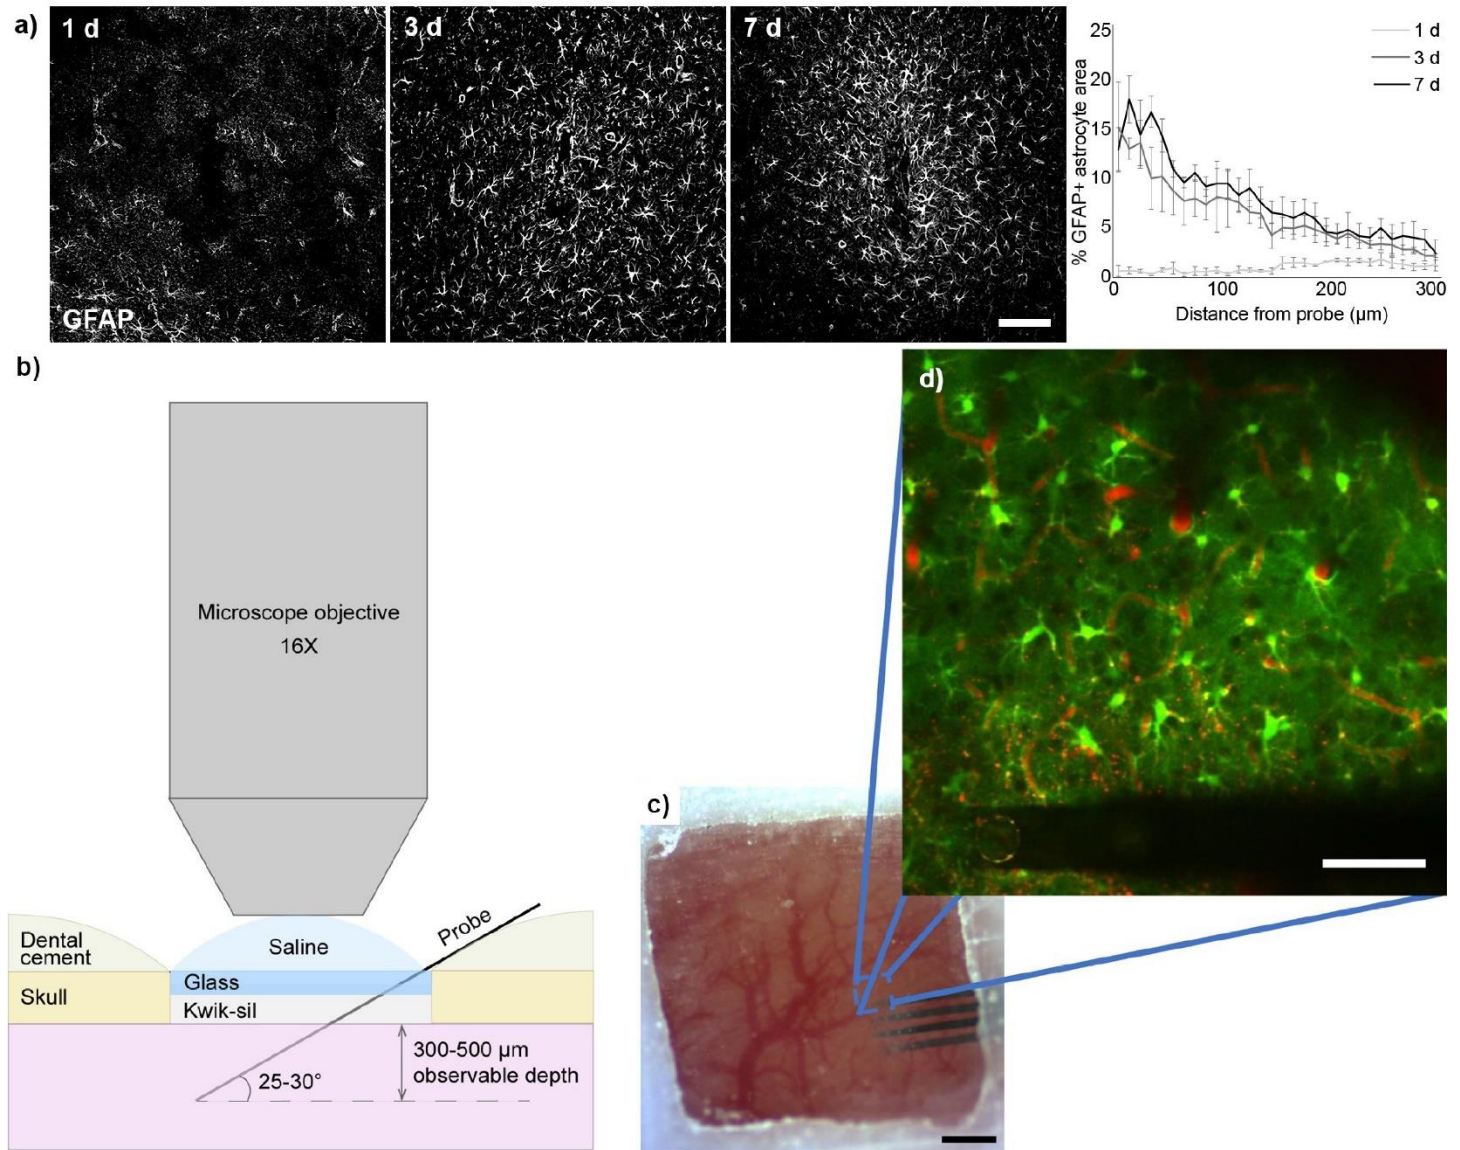 a)
1 d
GFAP
3 d
7 d
25
20
15
10
5
0
% GFAP+ astrocyte area
0
100
200
300
Distance from probe (µm)
1 d
3 d
7 d
b)
Microscope objective
16X
Dental
cement
Saline
Probe
Skull
Glass
Kwik-sil
300-500 µm
observable depth
25-30°
c)
d)